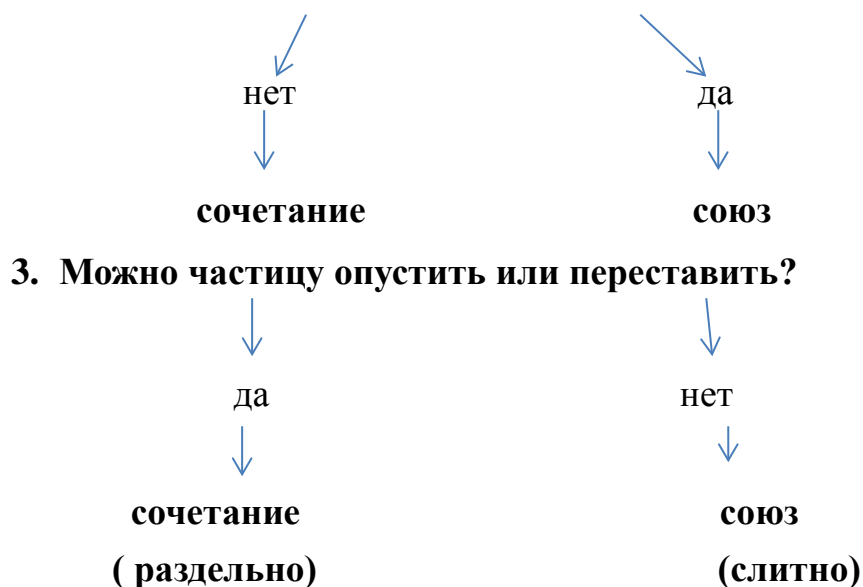 нет да
сочетание союз
3. Можно частицу опустить или переставить?
да нет
сочетание союз
( раздельно) (слитно)